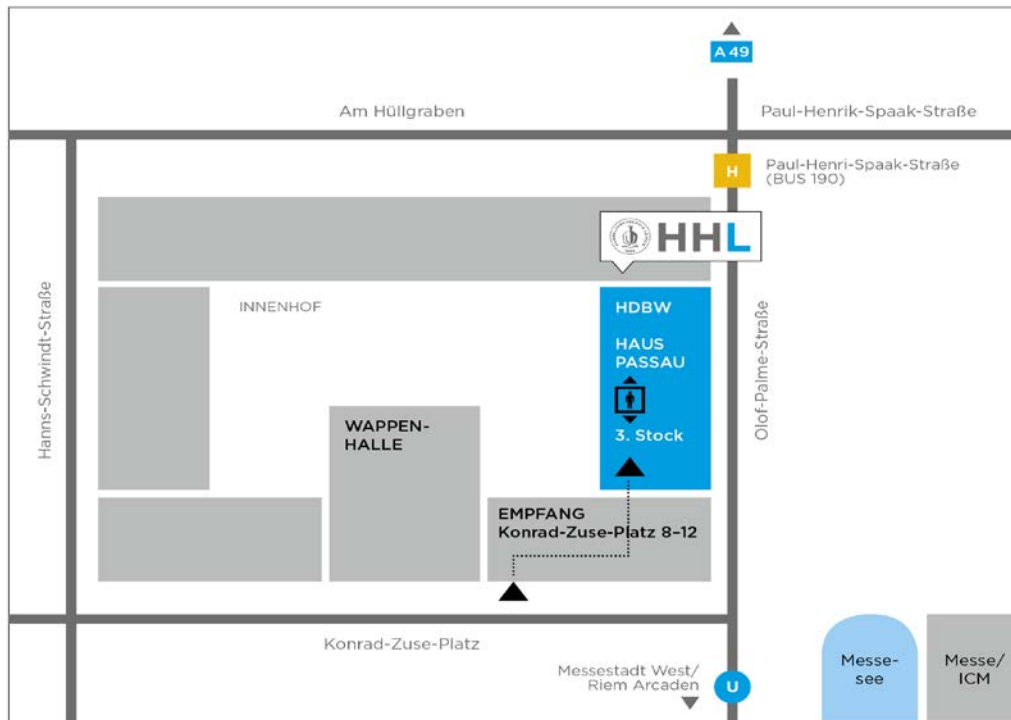 A 49
Am Hüllgraben
Paul-Henrik-Spaak-Straße
H
Paul-Henri-Spaak-Straße
(BUS 190)
HHL
INNENHOF
HDBW
HAUS
PASSAU
3. Stock
Hanns-Schwindt-Straße
Olof-Palme-Straße
WAPPEN-
HALLE
EMPFANG
Konrad-Zuse-Platz 8–12
Konrad-Zuse-Platz
Messestadt West/
Riem Arcaden
U
Messe-
see
Messe/
ICM